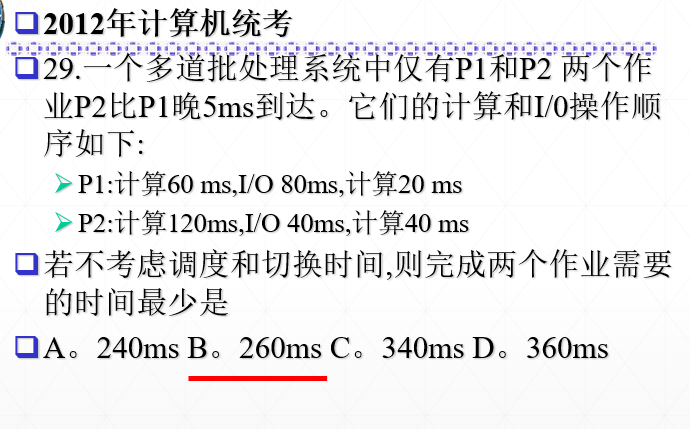 2012年计算机统考
29.一个多道批处理系统中仅有P1和P2 两个作
业P2比P1晚5ms到达。它们的计算和I/0操作顺
序如下:
P1:计算60 ms,I/O 80ms,计算20 ms
P2:计算120ms,I/O 40ms,计算40 ms
若不考虑调度和切换时间,则完成两个作业需要
的时间最少是
A。240ms B。260ms C。340ms D。360ms